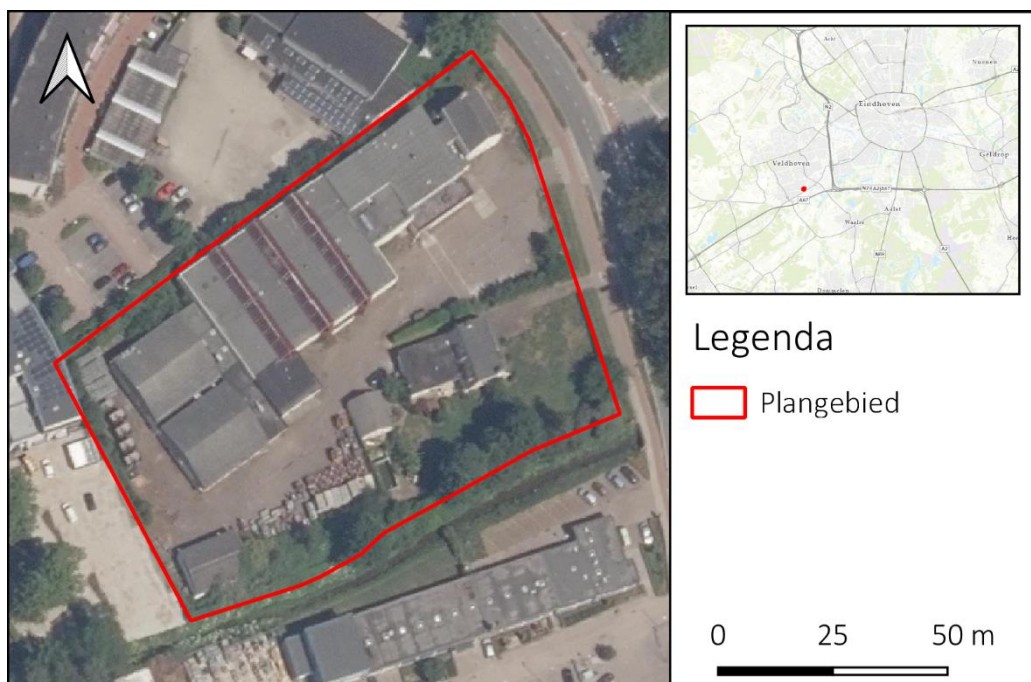 Acht
Nuenen
Eindhoven
Geldrop
Veldhoven
Waalre
Aalst
Dommelen
Legenda
Plangebied
0 25 50 m